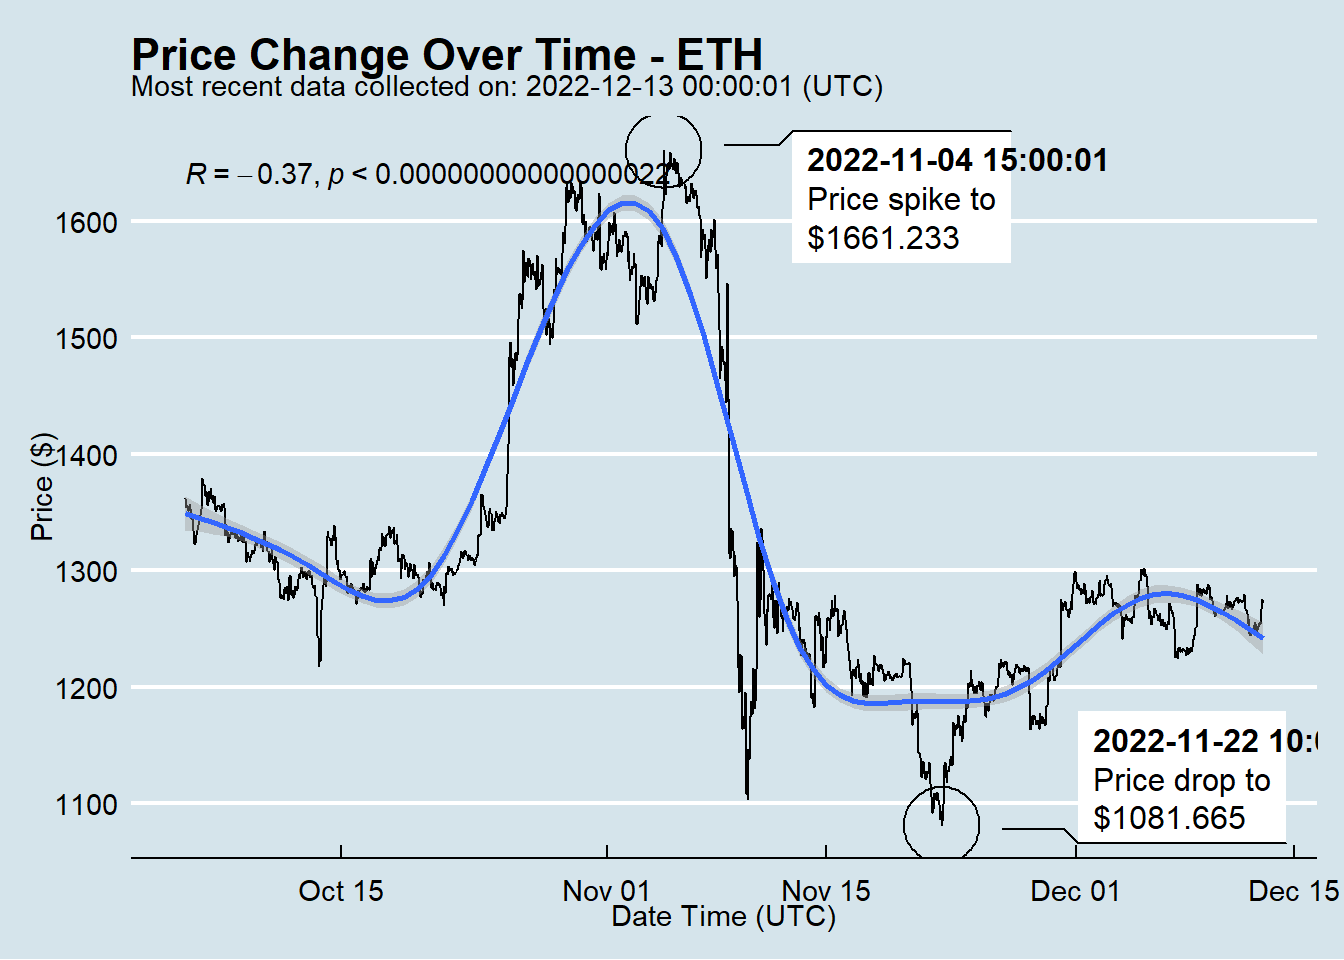 Price Change Over Time - ETH
Most recent data collected on: 2022-12-13 00:00:01 (UTC)
R = −0.37, p < 0.00000000000000022
2022-11-04 15:00:01
Price spike to
$1661.233
1600
1500
1400
1300
1200
1100
Price ($)
2022-11-22 10:
Price drop to
$1081.665
Oct 15
Nov 01
Nov 15
Dec 01
Dec 15
Date Time (UTC)